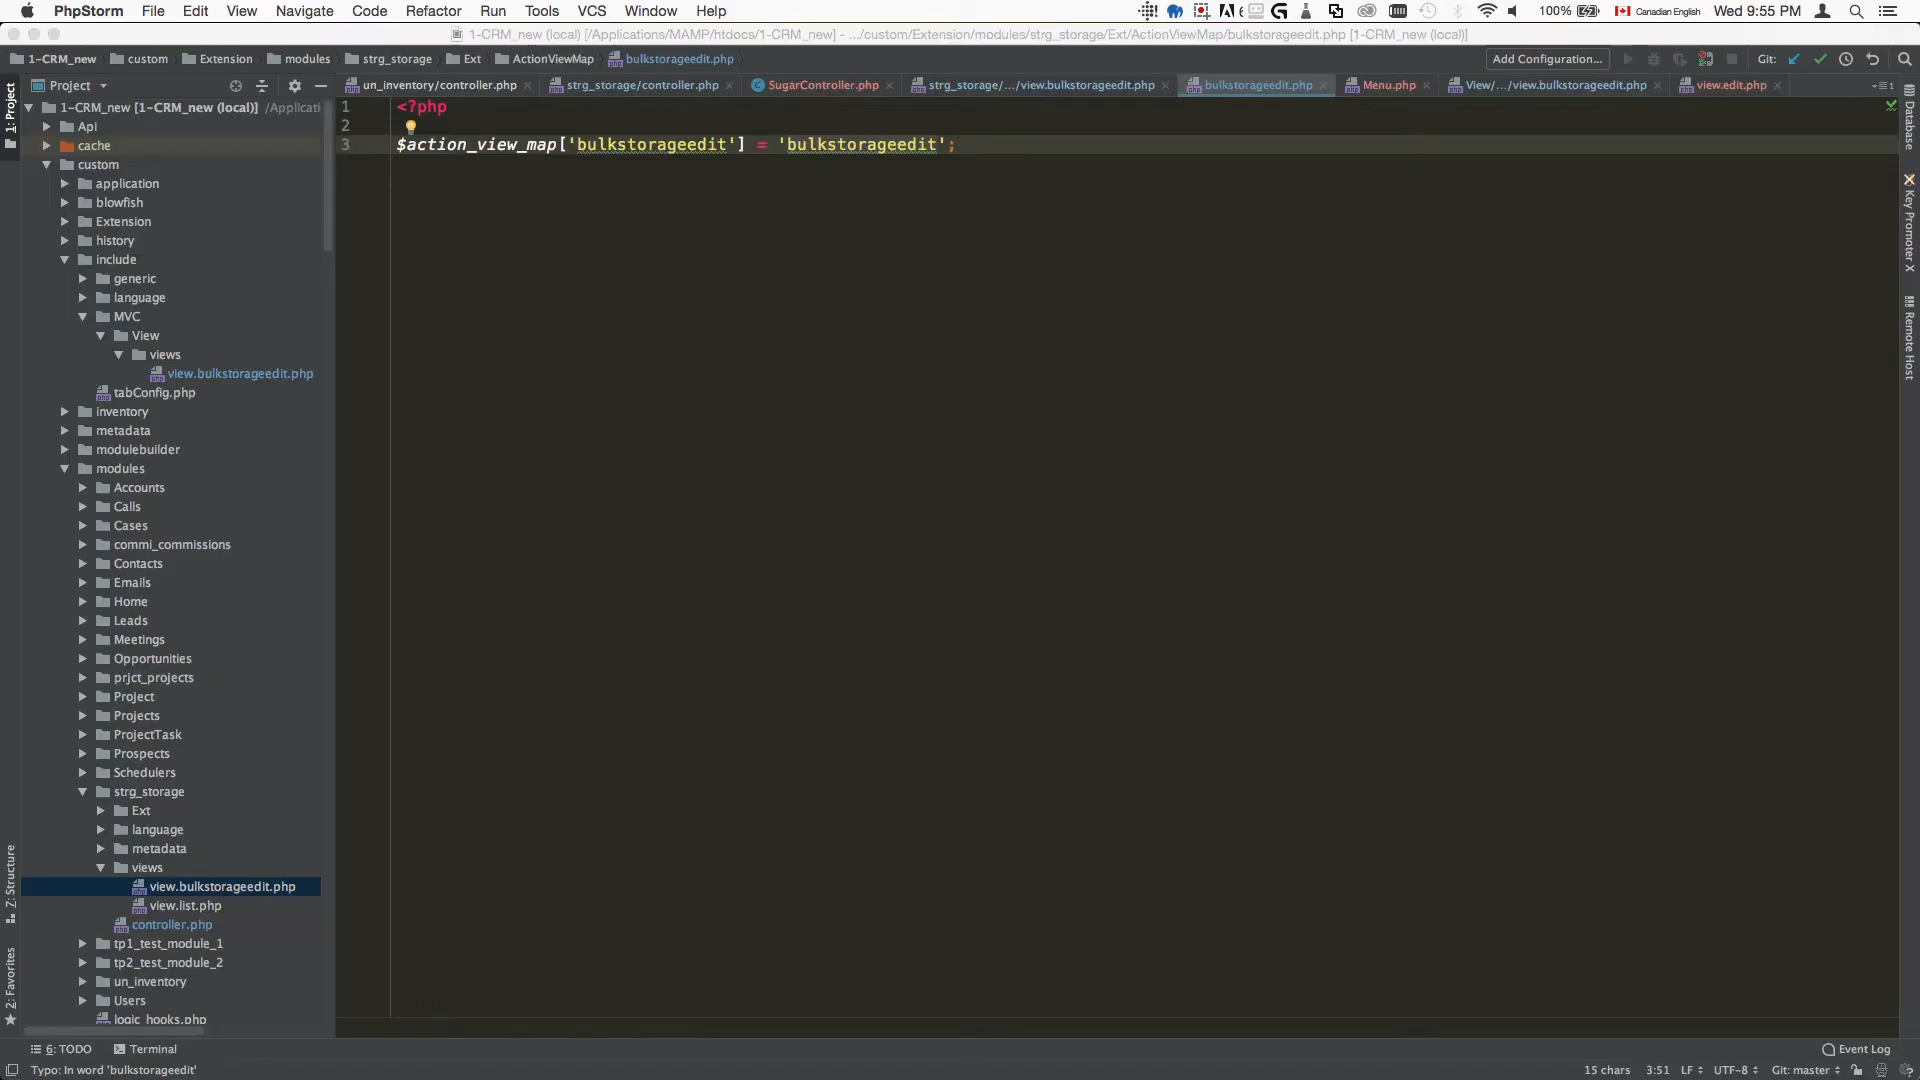 PhpStorm File Edit View Navigate Code Refactor Run Tools VCS Window Help
6 100% Canadian English Wed 9:55 PM
1-CRM_new (local) [/Applications/MAMP/htdocs/1-CRM_new] - .../custom/Extension/modules/strg_storage/Ext/ActionViewMap/bulkstorageedit.php [1-CRM_new (local)]
1-CRM_new custom Extension modules strg_storage Ext ActionViewMap bulkstorageedit.php Add Configuration... Git:
Project un_inventory/controller.php strg_storage/controller.php SugarController.php strg_storage/.../view.bulkstorageedit.php bulkstorageedit.php Menu.php View/.../view.bulkstorageedit.php view.edit.php
1: Project
Z: Structure
2: Favorites
1-CRM_new [1-CRM_new (local)] /Applicati
Api
cache
custom
application
blowfish
Extension
history
include
generic
language
MVC
View
views
view.bulkstorageedit.php
tabConfig.php
inventory
metadata
modulebuilder
modules
Accounts
Calls
Cases
commi_commissions
Contacts
Emails
Home
Leads
Meetings
Opportunities
prjct_projects
Project
Projects
ProjectTask
Prospects
Schedulers
strg_storage
Ext
language
metadata
views
view.bulkstorageedit.php
view.list.php
controller.php
tp1_test_module_1
tp2_test_module_2
un_inventory
Users
logic_hooks.php
1 <?php
2
3 $action_view_map['bulkstorageedit'] = 'bulkstorageedit';
Database
Key Promoter X
Remote Host
6: TODO Terminal Event Log
Typo: In word 'bulkstorageedit' 15 chars 3:51 LF UTF-8 Git: master